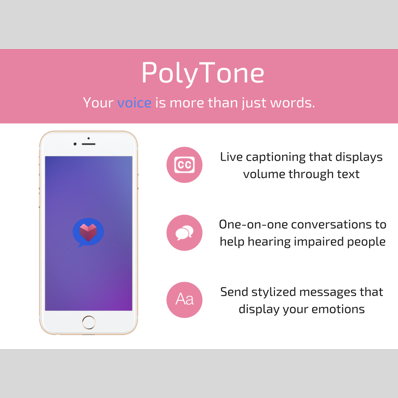 PolyTone
Your voice is more than just words.
CC
Live captioning that displays
volume through text
One-on-one conversations to
help hearing impaired people
Aa
Send stylized messages that
display your emotions